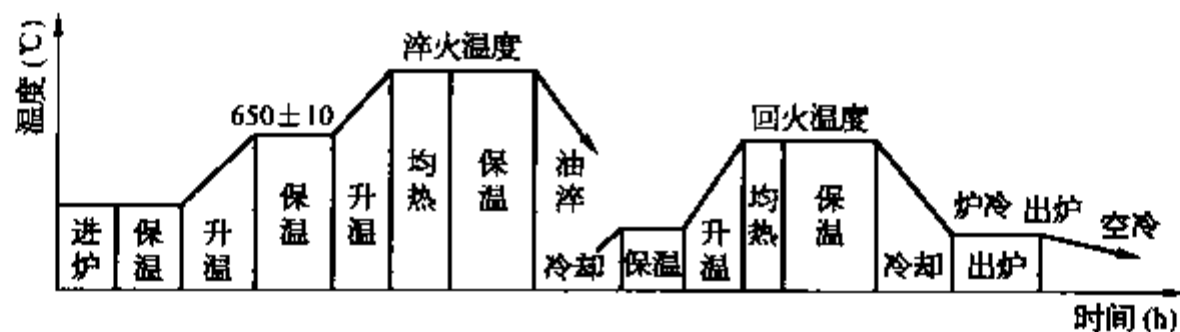 温度(℃)
淬火温度
650±10
回火温度
进炉
保温
升温
保温
升温
均热
保温
油淬
冷却
保温
升温
均热
保温
冷却
炉冷 出炉 空冷
出炉
时间(h)